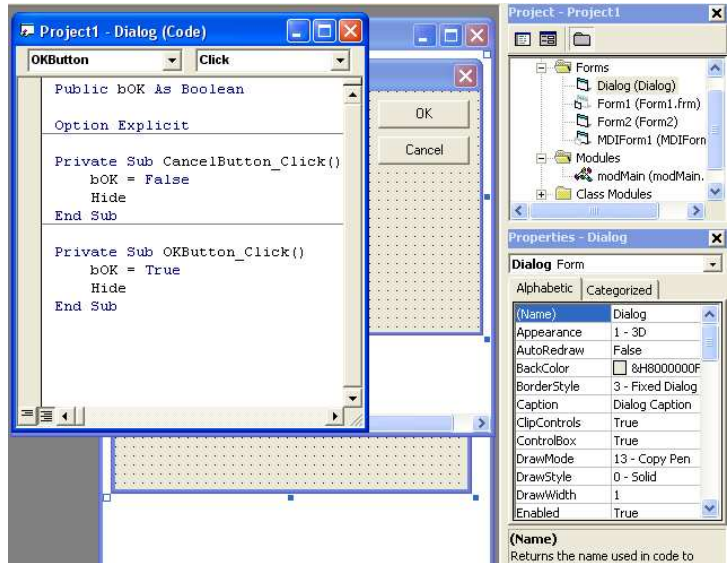 Project1 - Dialog (Code)
OKButton
Click
Public bOK As Boolean
Option Explicit
Private Sub CancelButton_Click()
bOK = False
Hide
End Sub
Private Sub OKButton_Click()
bOK = True
Hide
End Sub
OK
Cancel
Project - Project1
Forms
Dialog (Dialog)
Form1 (Form1.frm)
Form2 (Form2)
MDIForm1 (MDIForn
Modules
modMain (modMain.
Class Modules
Properties - Dialog
Dialog Form
Alphabetic Categorized
(Name) Dialog
Appearance 1 - 3D
AutoRedraw False
BackColor &H8000000F
BorderStyle 3 - Fixed Dialog
Caption Dialog Caption
ClipControls True
ControlBox True
DrawMode 13 - Copy Pen
DrawStyle 0 - Solid
DrawWidth 1
Enabled True
(Name)
Returns the name used in code to